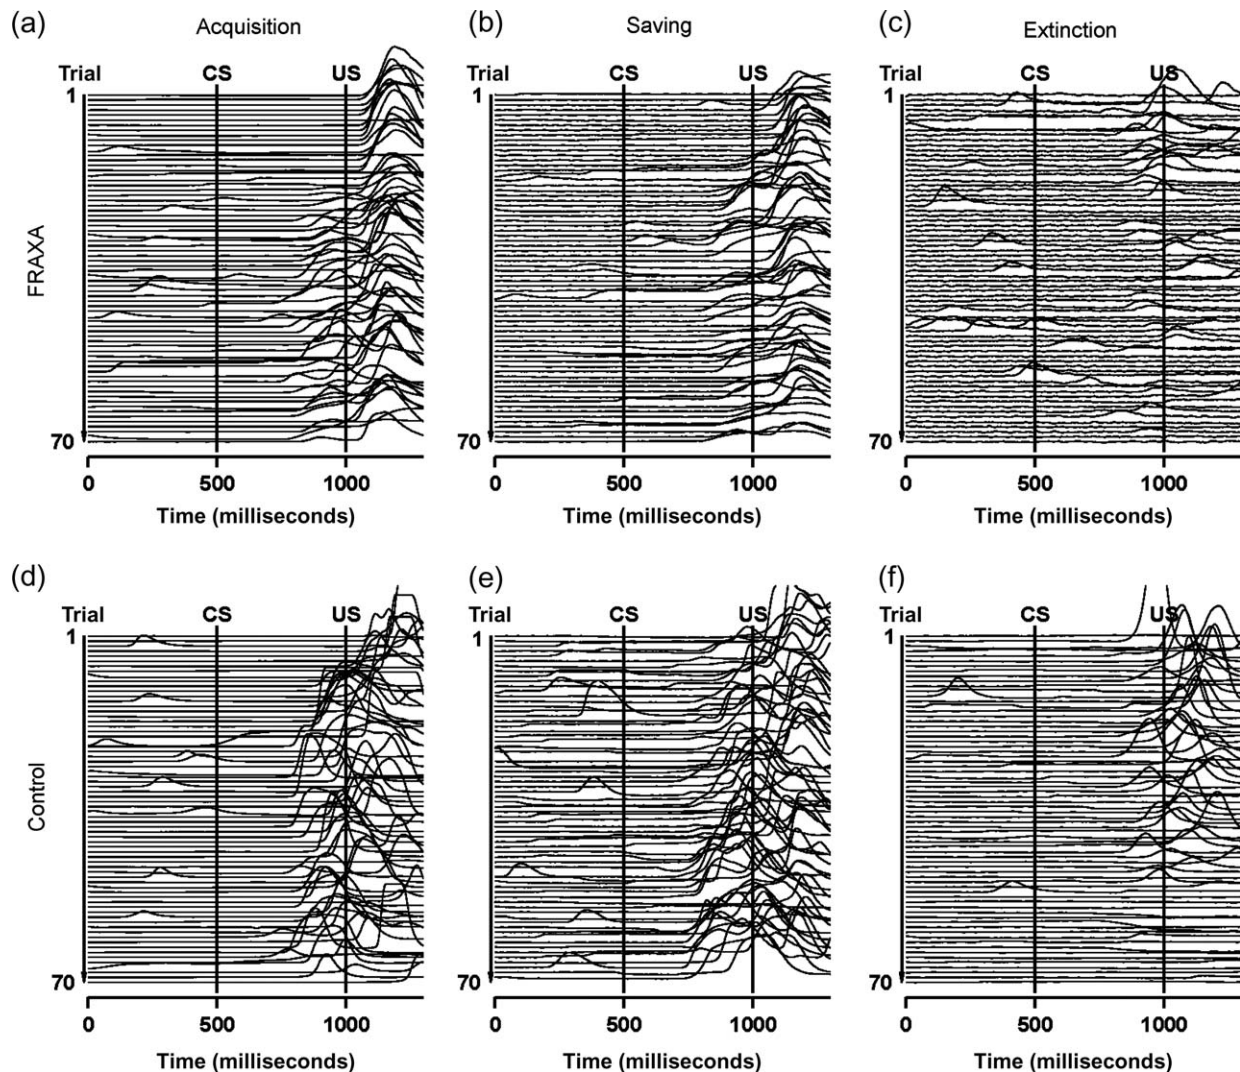 (a) Acquisition (b) Saving (c) Extinction
Trial CS US Trial CS US Trial CS US
1 1 1
FRAXA
70 70 70
0 500 1000 0 500 1000 0 500 1000
Time (milliseconds) Time (milliseconds) Time (milliseconds)
(d) (e) (f)
Trial CS US Trial CS US Trial CS US
1 1 1
Control
70 70 70
0 500 1000 0 500 1000 0 500 1000
Time (milliseconds) Time (milliseconds) Time (milliseconds)